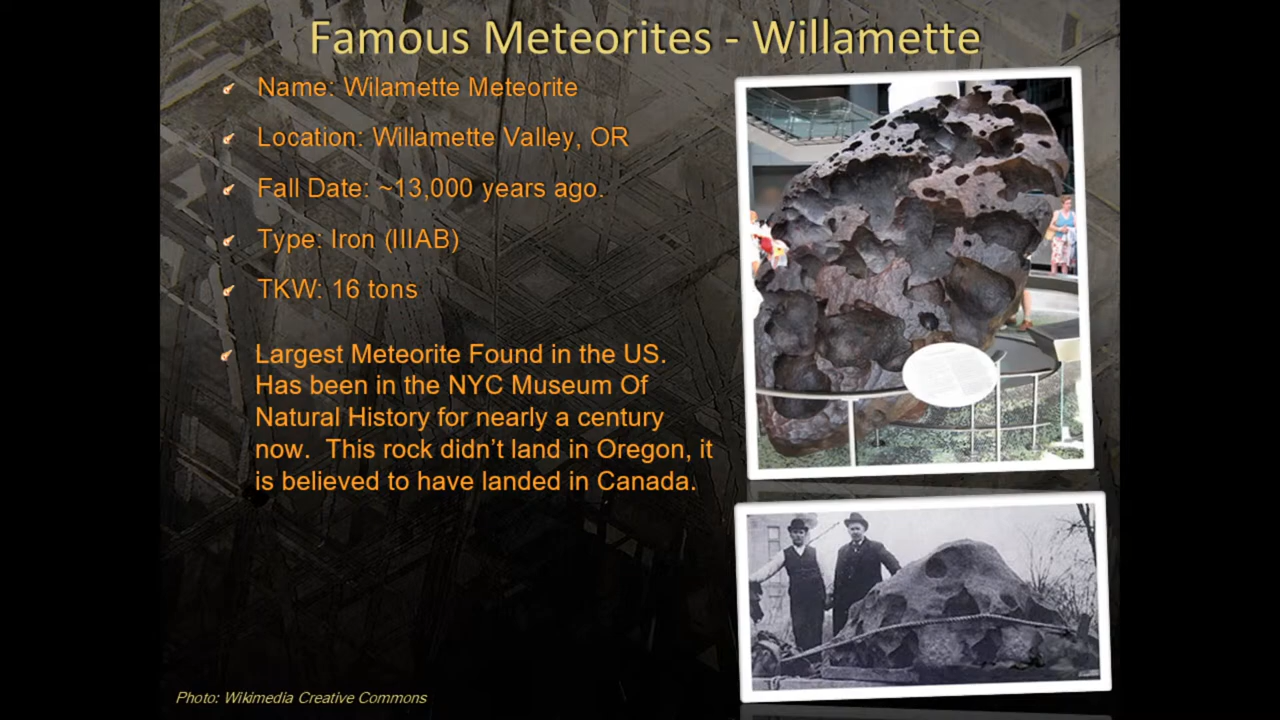 Famous Meteorites - Willamette
Name: Wilamette Meteorite
Location: Willamette Valley, OR
Fall Date: ~13,000 years ago.
Type: Iron (IIIAB)
TKW: 16 tons
Largest Meteorite Found in the US.
Has been in the NYC Museum Of
Natural History for nearly a century
now.  This rock didn't land in Oregon, it
is believed to have landed in Canada.
Photo: Wikimedia Creative Commons